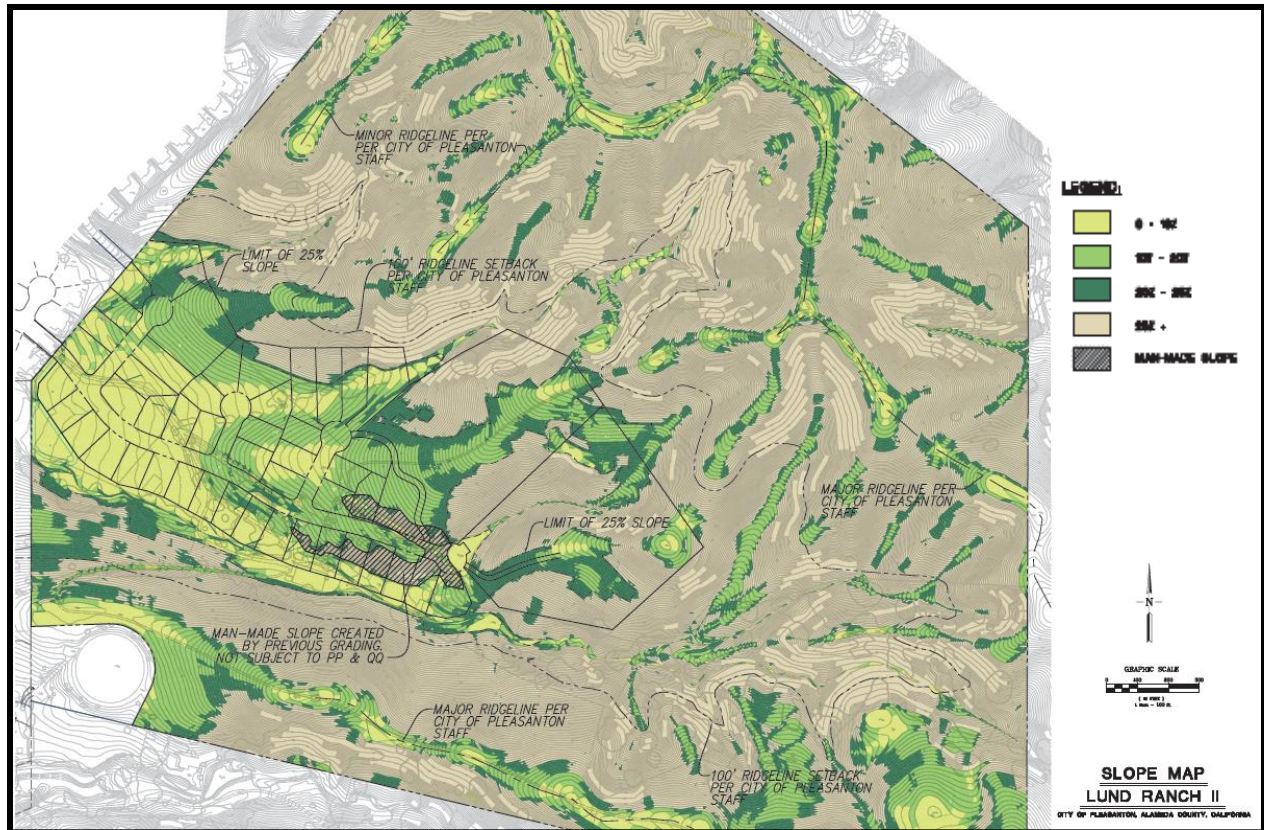 MINOR RIDGELINE PER
PER CITY OF PLEASANTON
STAFF
LIMIT OF 25%
SLOPE
100' RIDGELINE SETBACK
PER CITY OF PLEASANTON
STAFF
MAJOR RIDGELINE PER
CITY OF PLEASANTON
STAFF
LIMIT OF 25% SLOPE
MAN-MADE SLOPE CREATED
BY PREVIOUS GRADING.
NOT SUBJECT TO PP & QQ
MAJOR RIDGELINE PER
CITY OF PLEASANTON
STAFF
100' RIDGELINE SETBACK
PER CITY OF PLEASANTON
STAFF
LEGEND:
25% +
MAN-MADE SLOPE
N
GRAPHIC SCALE
SLOPE MAP
LUND RANCH II
CITY OF PLEASANTON, ALAMEDA COUNTY, CALIFORNIA